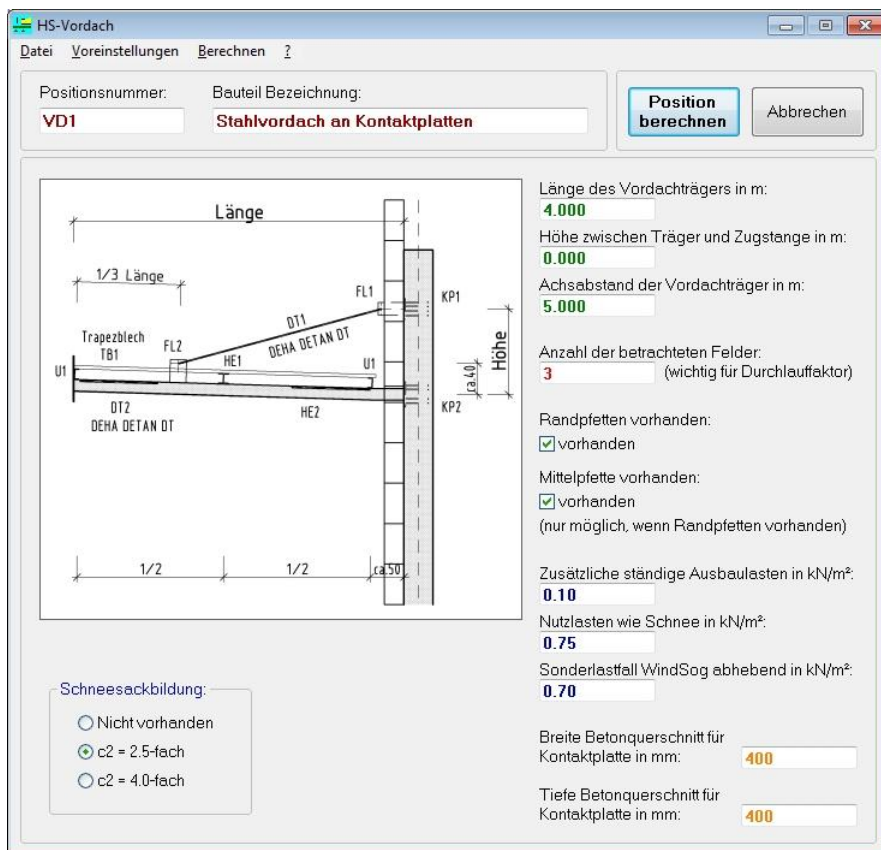 HS-Vordach
Datei Voreinstellungen Berechnen ?
Positionsnummer:
VD1
Bauteil Bezeichnung:
Stahlvordach an Kontaktplatten
Position
berechnen
Abbrechen
Länge
1/3 Länge
FL1
KP1
DT1
DEHA DETAN DT
Trapezblech
TB1
FL2
HE1
U1
U1
ca.40
Höhe
DT2
DEHA DETAN DT
HE2
KP2
1/2
1/2
ca.50
Länge des Vordachträgers in m:
4.000
Höhe zwischen Träger und Zugstange in m:
0.000
Achsabstand der Vordachträger in m:
5.000
Anzahl der betrachteten Felder:
3 (wichtig für Durchlauffaktor)
Randpfetten vorhanden:
vorhanden
Mittelpfette vorhanden:
vorhanden
(nur möglich, wenn Randpfetten vorhanden)
Zusätzliche ständige Ausbaulasten in kN/m²:
0.10
Nutzlasten wie Schnee in kN/m²:
0.75
Sonderlastfall WindSog abhebend in kN/m²:
0.70
Schneesackbildung:
Nicht vorhanden
c2 = 2.5-fach
c2 = 4.0-fach
Breite Betonquerschnitt für
Kontaktplatte in mm:
400
Tiefe Betonquerschnitt für
Kontaktplatte in mm:
400